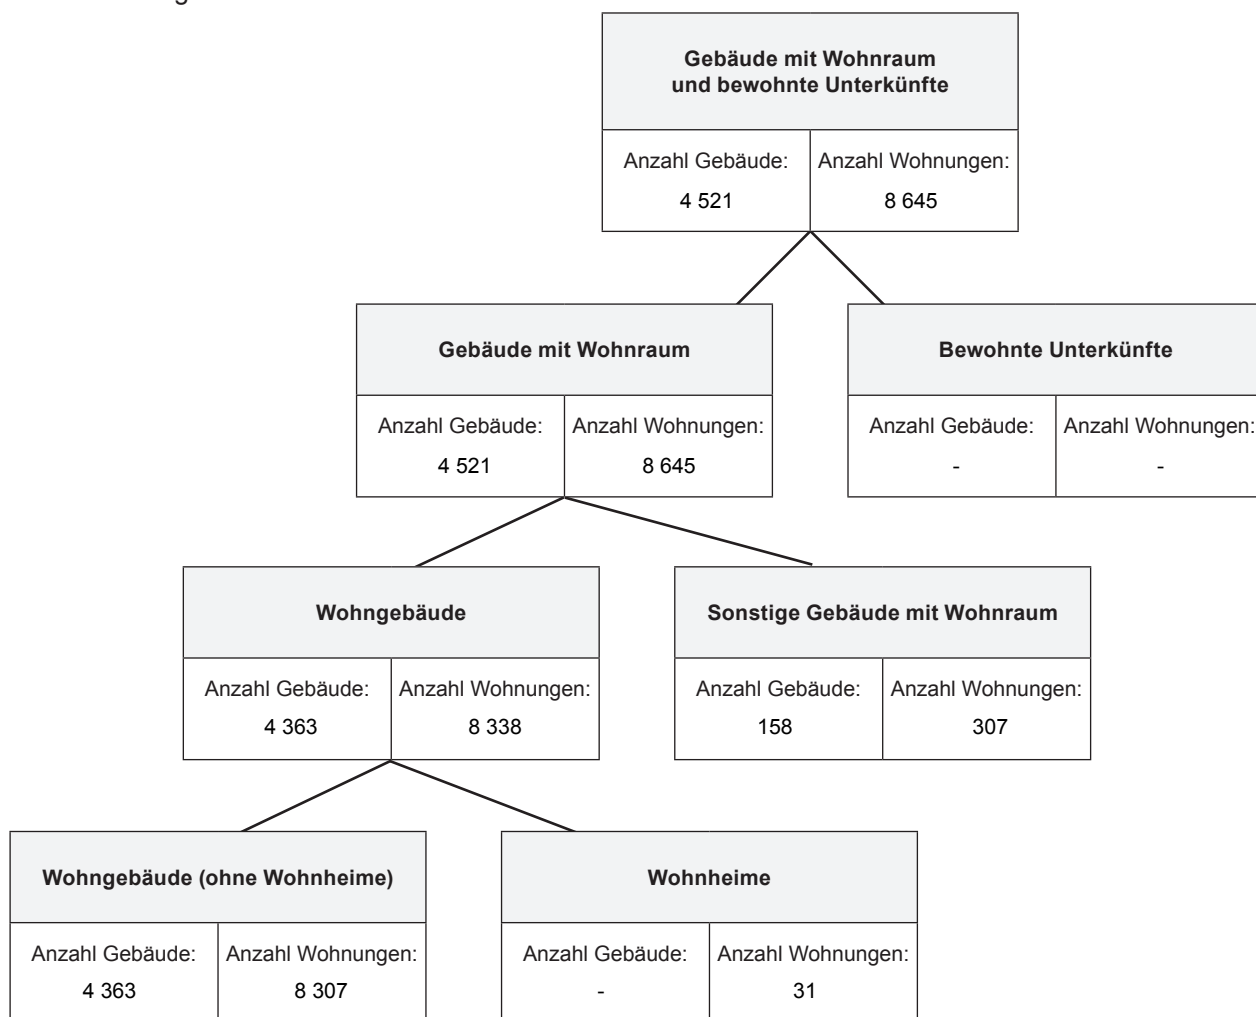 Gebäude mit Wohnraum
und bewohnte Unterkünfte
Anzahl Gebäude: Anzahl Wohnungen:
4 521 8 645
Gebäude mit Wohnraum
Anzahl Gebäude: Anzahl Wohnungen:
4 521 8 645
Bewohnte Unterkünfte
Anzahl Gebäude: Anzahl Wohnungen:
- -
Wohngebäude
Anzahl Gebäude: Anzahl Wohnungen:
4 363 8 338
Sonstige Gebäude mit Wohnraum
Anzahl Gebäude: Anzahl Wohnungen:
158 307
Wohngebäude (ohne Wohnheime)
Anzahl Gebäude: Anzahl Wohnungen:
4 363 8 307
Wohnheime
Anzahl Gebäude: Anzahl Wohnungen:
- 31